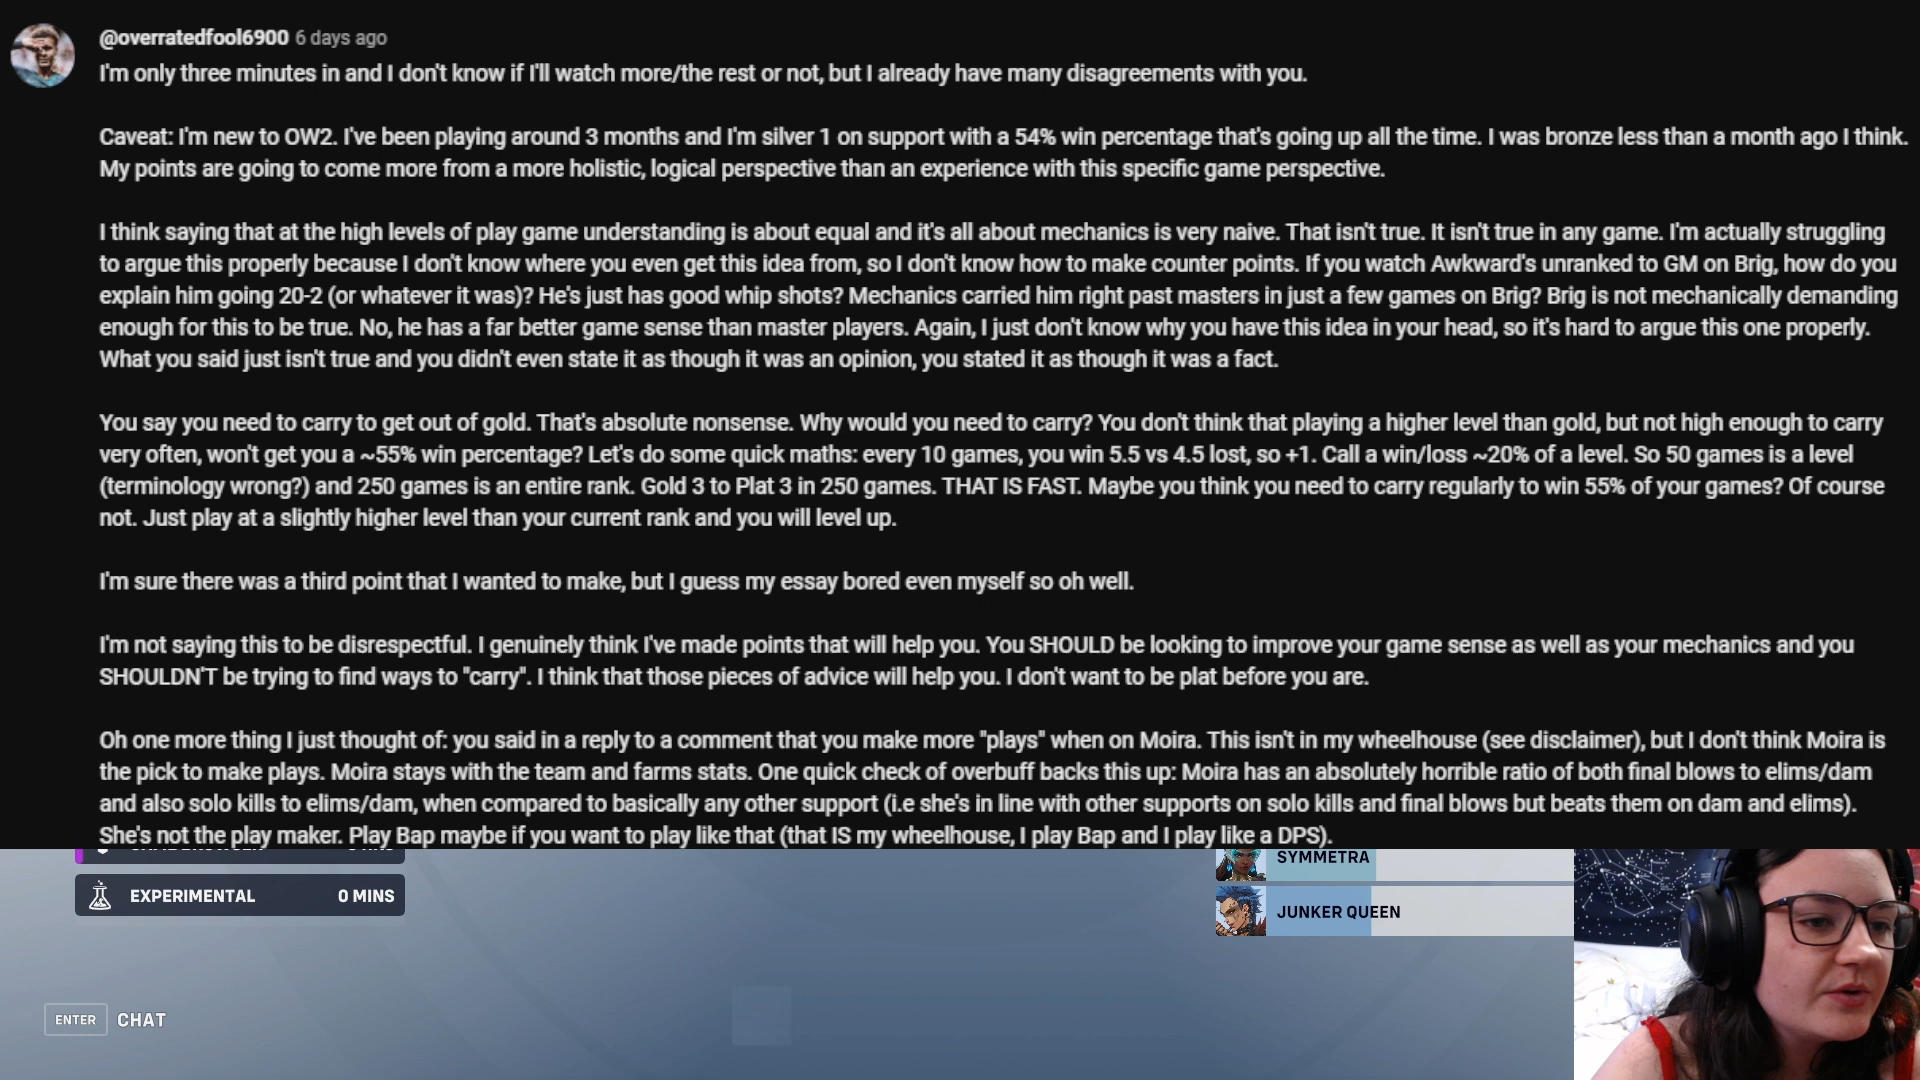 @overratedfool6900 6 days ago
I'm only three minutes in and I don't know if I'll watch more/the rest or not, but I already have many disagreements with you.
Caveat: I'm new to OW2. I've been playing around 3 months and I'm silver 1 on support with a 54% win percentage that's going up all the time. I was bronze less than a month ago I think.
My points are going to come more from a more holistic, logical perspective than an experience with this specific game perspective.
I think saying that at the high levels of play game understanding is about equal and it's all about mechanics is very naive. That isn't true. It isn't true in any game. I'm actually struggling
to argue this properly because I don't know where you even get this idea from, so I don't know how to make counter points. If you watch Awkward's unranked to GM on Brig, how do you
explain him going 20-2 (or whatever it was)? He's just has good whip shots? Mechanics carried him right past masters in just a few games on Brig? Brig is not mechanically demanding
enough for this to be true. No, he has a far better game sense than master players. Again, I just don't know why you have this idea in your head, so it's hard to argue this one properly.
What you said just isn't true and you didn't even state it as though it was an opinion, you stated it as though it was a fact.
You say you need to carry to get out of gold. That's absolute nonsense. Why would you need to carry? You don't think that playing a higher level than gold, but not high enough to carry
very often, won't get you a ~55% win percentage? Let's do some quick maths: every 10 games, you win 5.5 vs 4.5 lost, so +1. Call a win/loss ~20% of a level. So 50 games is a level
(terminology wrong?) and 250 games is an entire rank. Gold 3 to Plat 3 in 250 games. THAT IS FAST. Maybe you think you need to carry regularly to win 55% of your games? Of course
not. Just play at a slightly higher level than your current rank and you will level up.
I'm sure there was a third point that I wanted to make, but I guess my essay bored even myself so oh well.
I'm not saying this to be disrespectful. I genuinely think I've made points that will help you. You SHOULD be looking to improve your game sense as well as your mechanics and you
SHOULDN'T be trying to find ways to "carry". I think that those pieces of advice will help you. I don't want to be plat before you are.
Oh one more thing I just thought of: you said in a reply to a comment that you make more "plays" when on Moira. This isn't in my wheelhouse (see disclaimer), but I don't think Moira is
the pick to make plays. Moira stays with the team and farms stats. One quick check of overbuff backs this up: Moira has an absolutely horrible ratio of both final blows to elims/dam
and also solo kills to elims/dam, when compared to basically any other support (i.e she's in line with other supports on solo kills and final blows but beats them on dam and elims).
She's not the play maker. Play Bap maybe if you want to play like that (that IS my wheelhouse, I play Bap and I play like a DPS).
SYMMETRA
EXPERIMENTAL 0 MINS
JUNKER QUEEN
ENTER CHAT